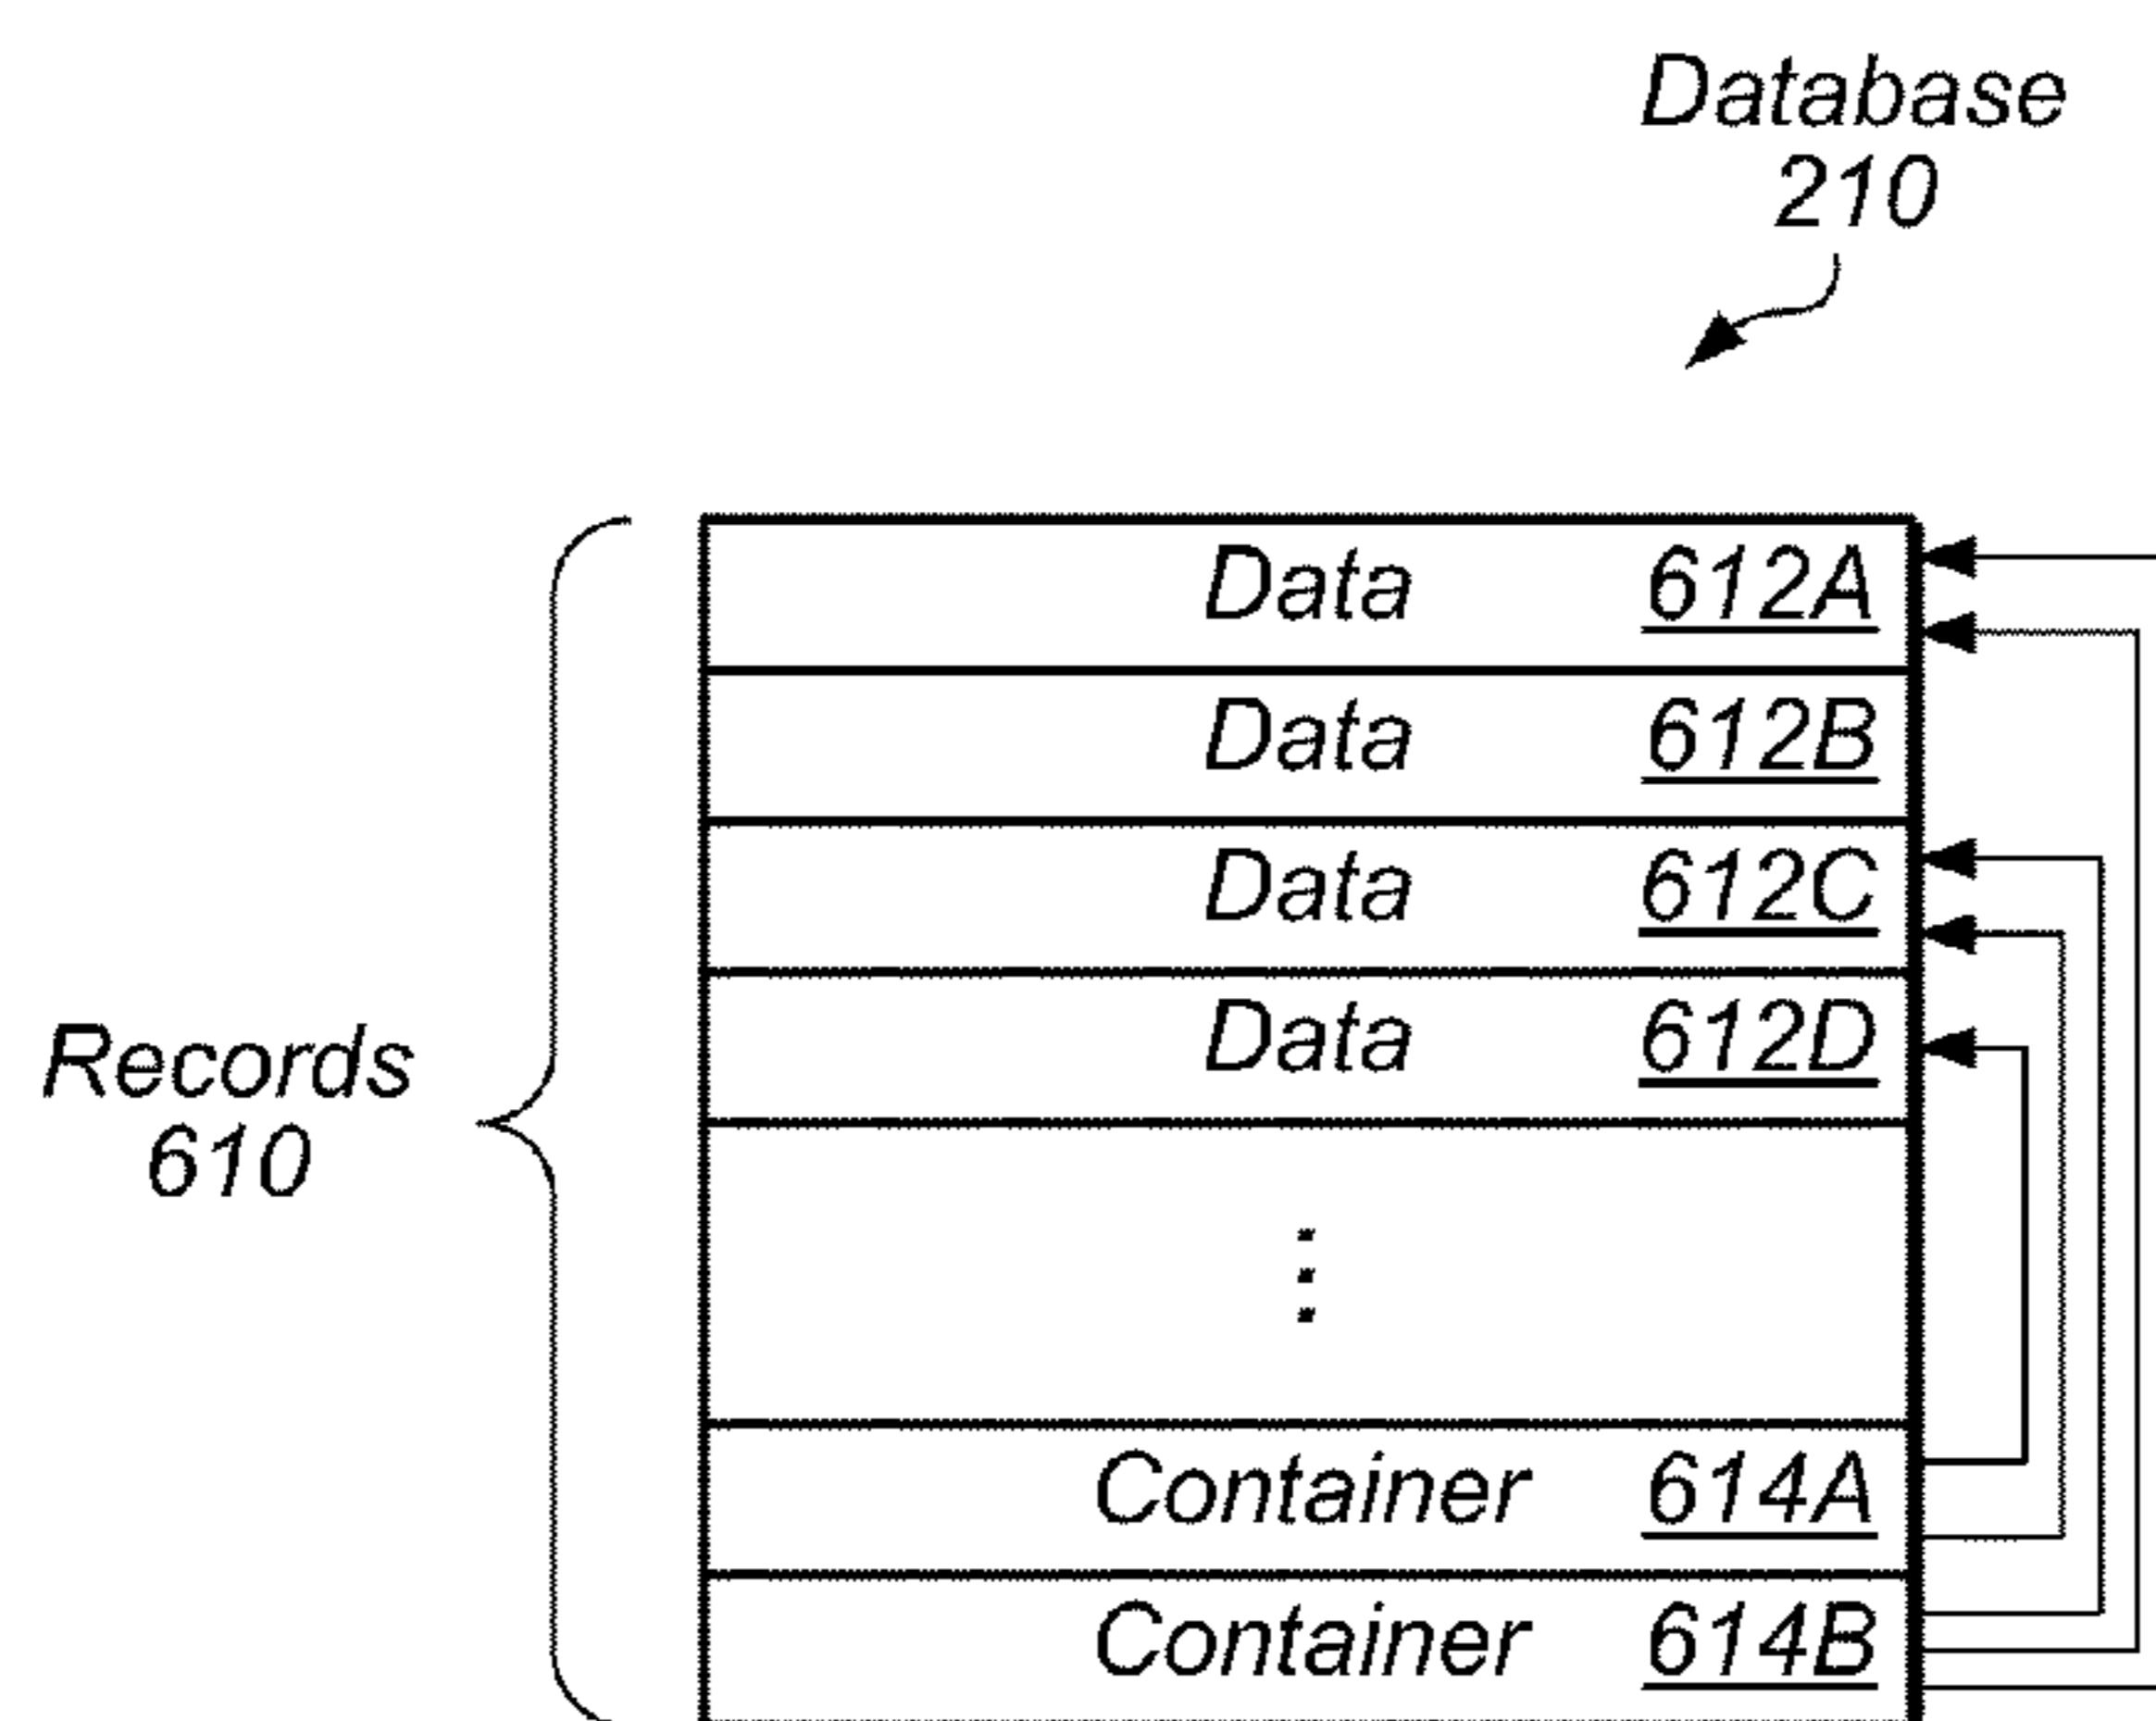 Database
210
Data 612A
Data 612B
Data 612C
Data 612D
Records
610
Container 614A
Container 614B